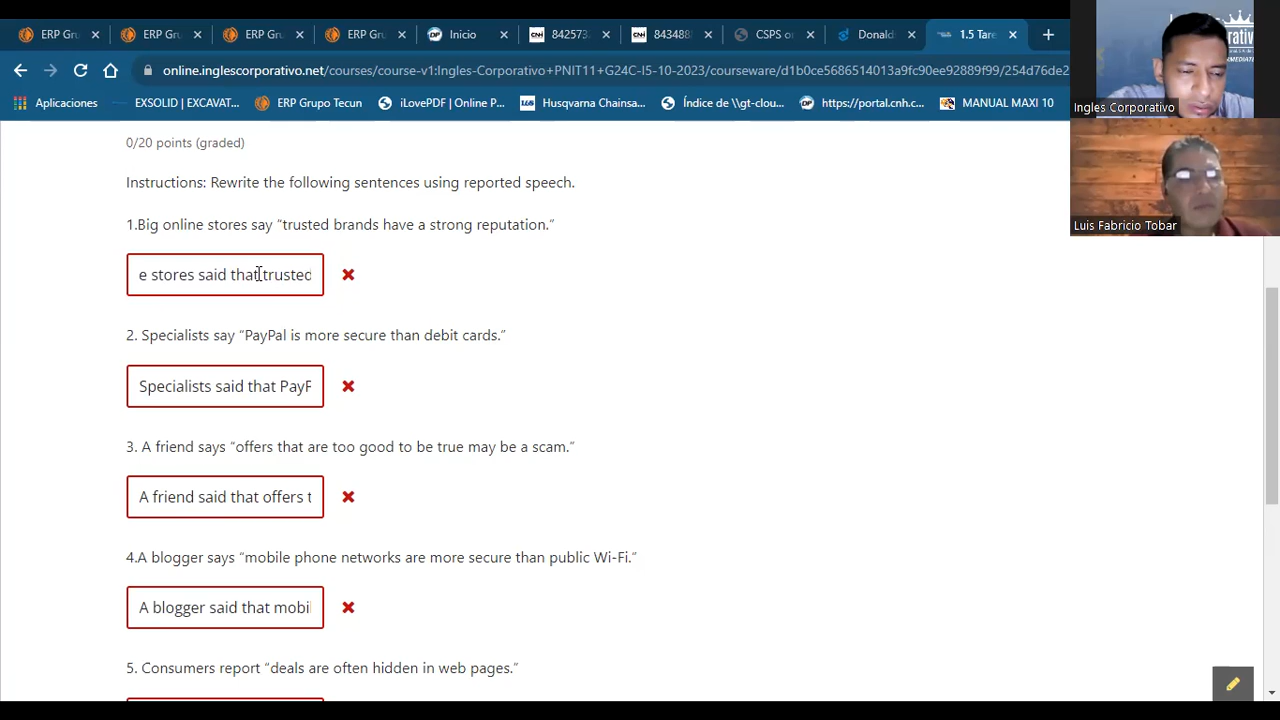 ERP Gru
ERP Gru
ERP Gru
ERP Gru
Inicio
842573
843488
CSPS or
Donald
1.5 Tare
online.inglescorporativo.net/courses/course-v1:Ingles-Corporativo+PNIT11+G24C-I5-10-2023/courseware/d1b0ce5686514013a9fc90ee92889f99/254d76de2
Aplicaciones
EXSOLID | EXCAVAT...
ERP Grupo Tecun
iLovePDF | Online P...
Husqvarna Chainsa...
Índice de \\gt-clou...
https://portal.cnh.c...
MANUAL MAXI 10
Ingles Corporativo
Luis Fabricio Tobar
0/20 points (graded)
Instructions: Rewrite the following sentences using reported speech.
1.Big online stores say “trusted brands have a strong reputation.”
e stores said that trusted
2. Specialists say “PayPal is more secure than debit cards.”
Specialists said that PayP
3. A friend says “offers that are too good to be true may be a scam.”
A friend said that offers t
4.A blogger says “mobile phone networks are more secure than public Wi-Fi.”
A blogger said that mobil
5. Consumers report “deals are often hidden in web pages.”